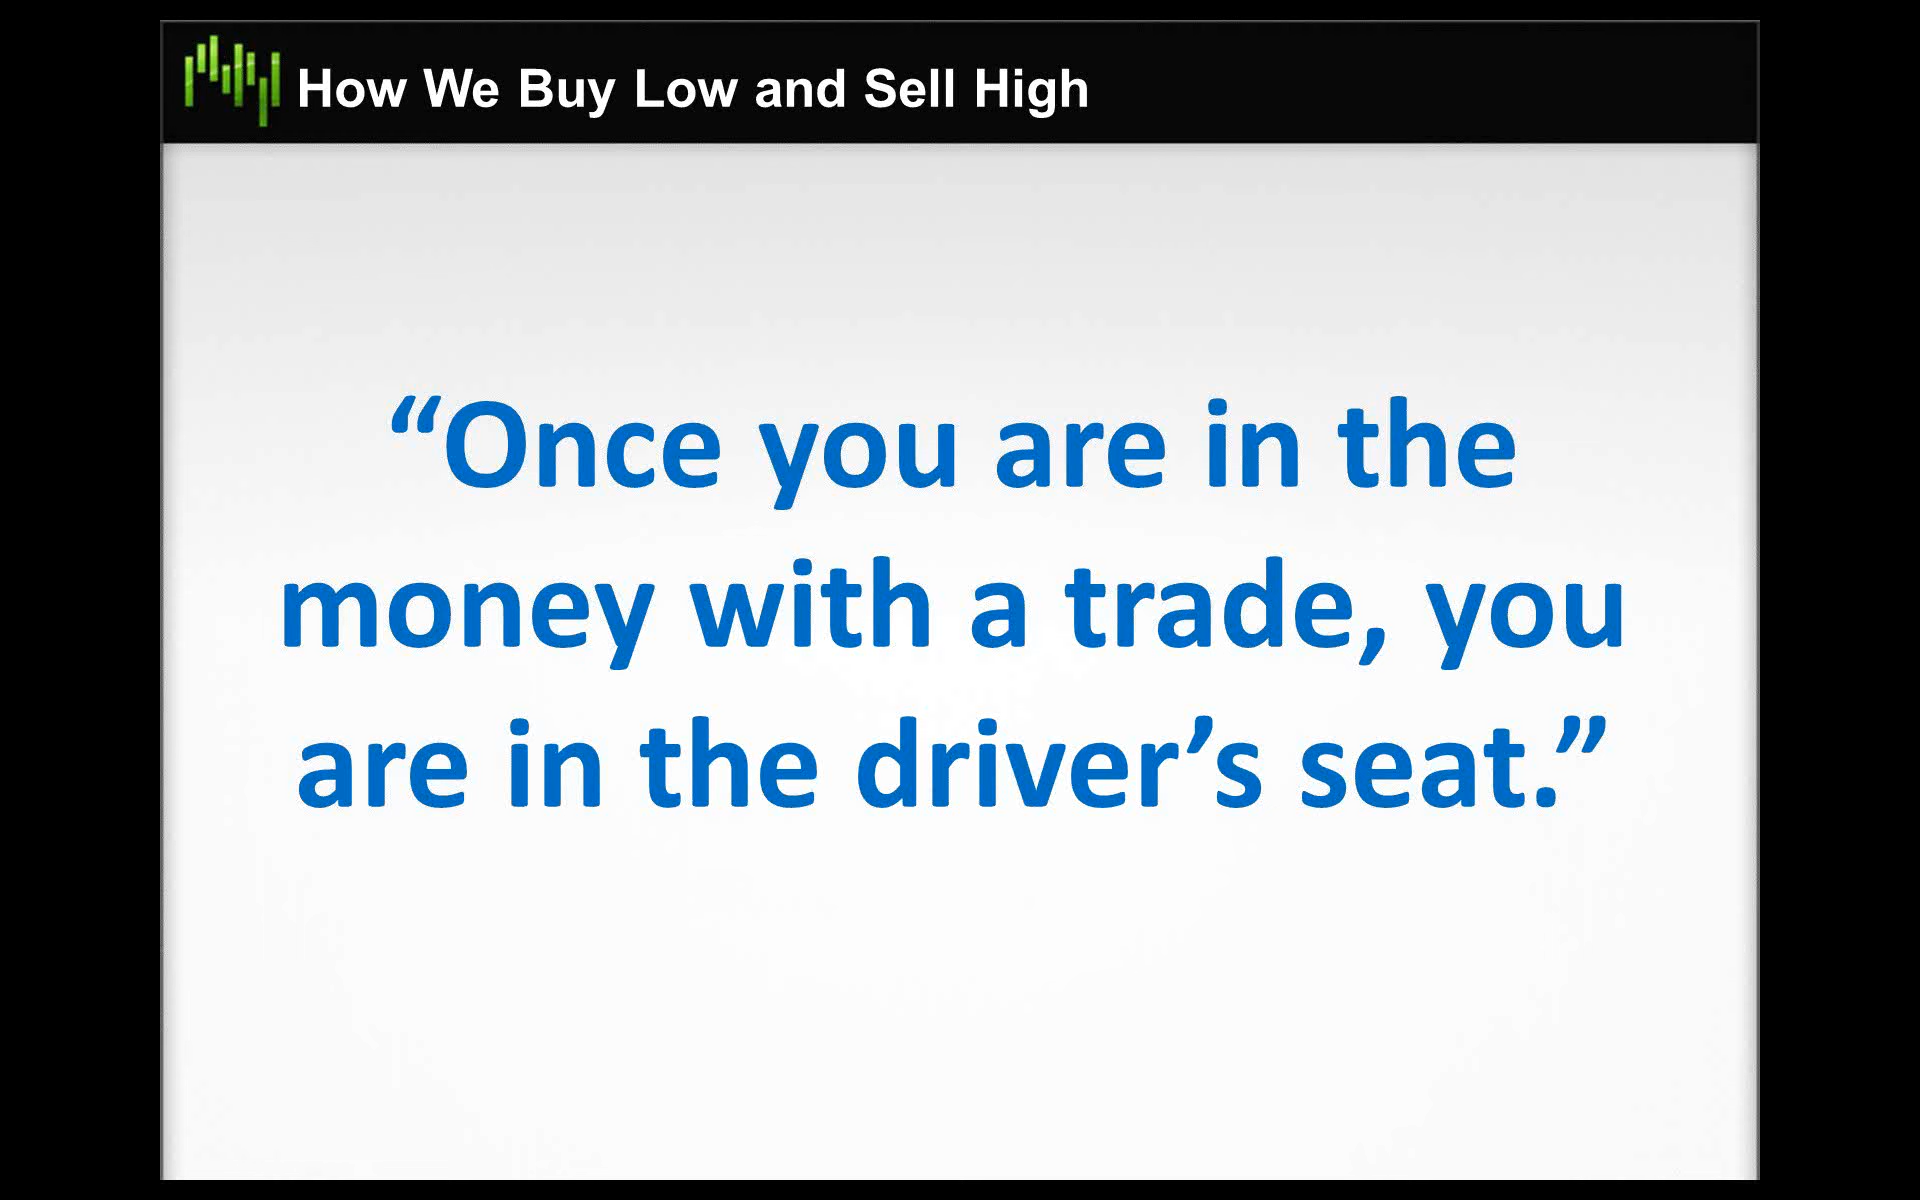 How We Buy Low and Sell High
“Once you are in the
money with a trade, you
are in the driver’s seat.”